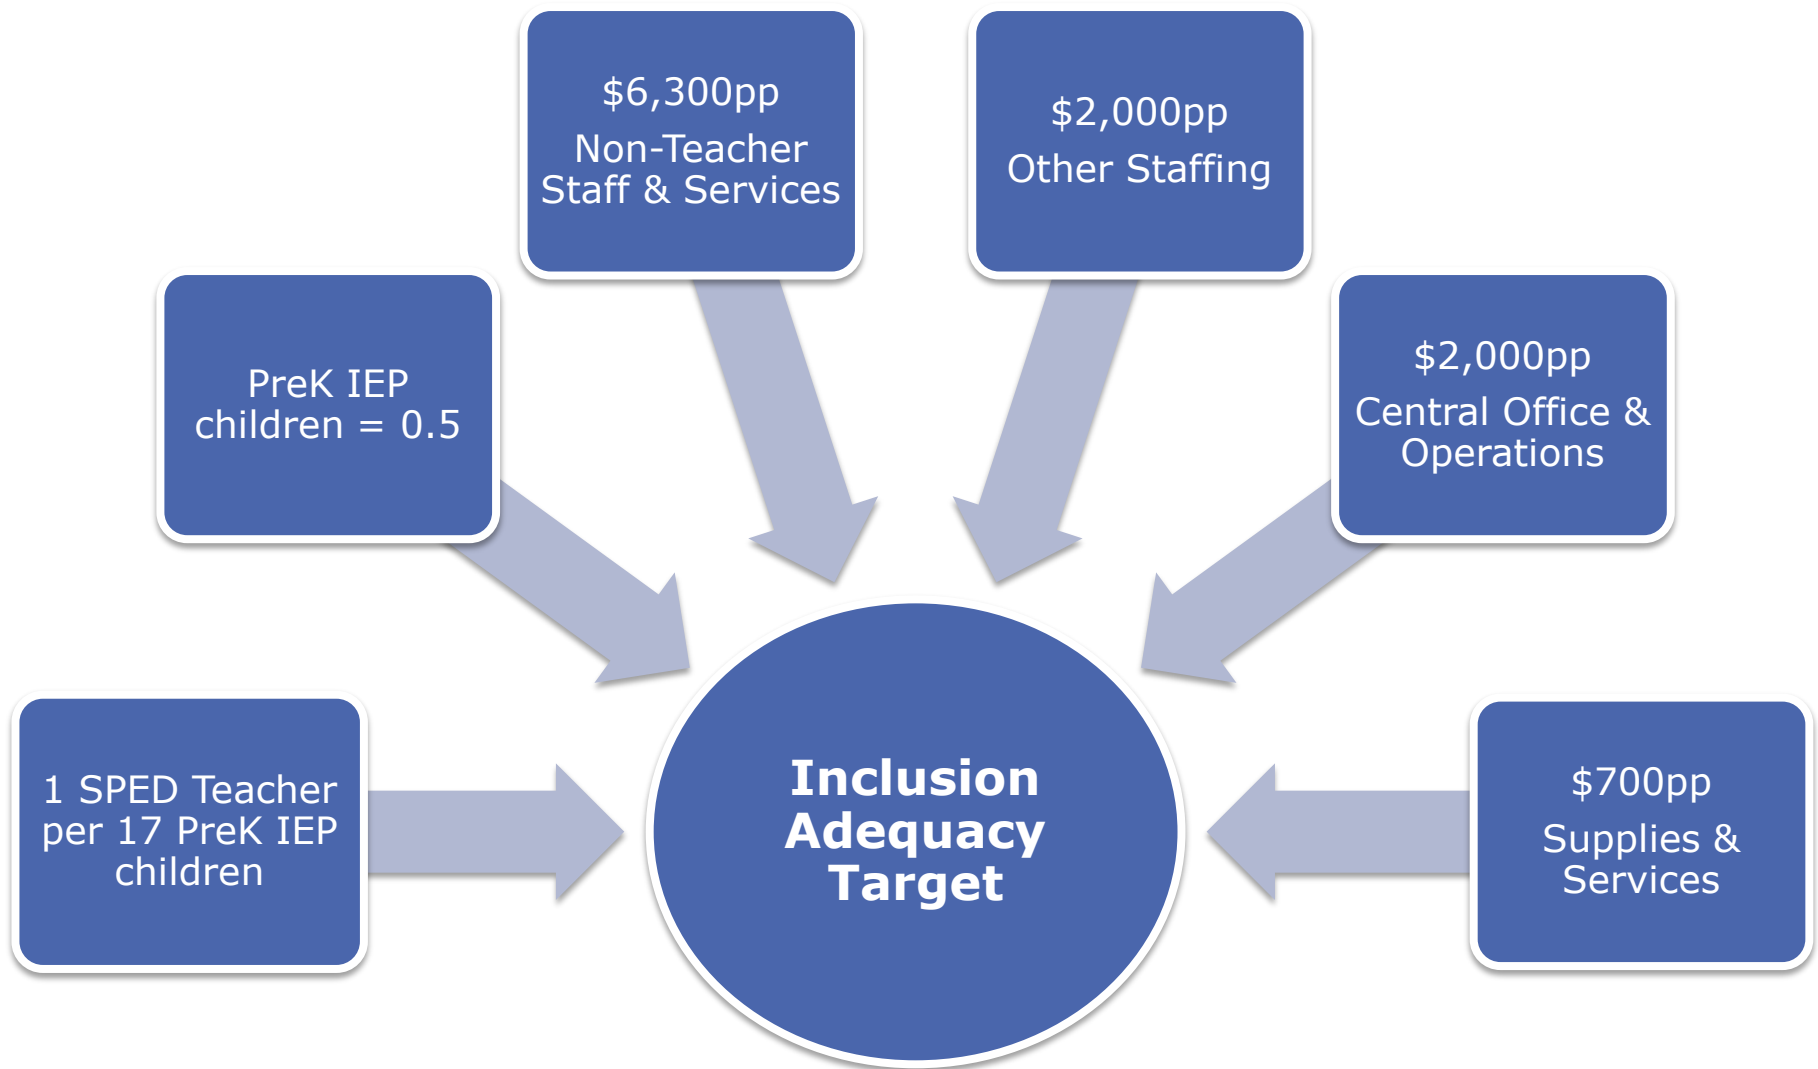 $6,300pp
Non-Teacher
Staff & Services
$2,000pp
Other Staffing
PreK IEP
children = 0.5
$2,000pp
Central Office &
Operations
1 SPED Teacher
per 17 PreK IEP
children
Inclusion
Adequacy
Target
$700pp
Supplies &
Services